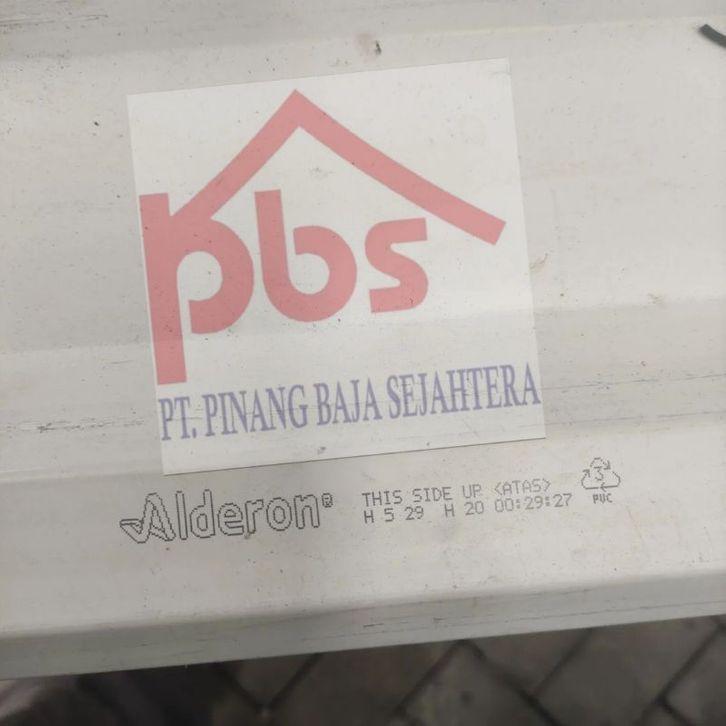 pbs
PT. PINANG BAJA SEJAHTERA
Alderon®
THIS SIDE UP <ATAS>
H 5 29 H 20 00:29:27
3
PVC